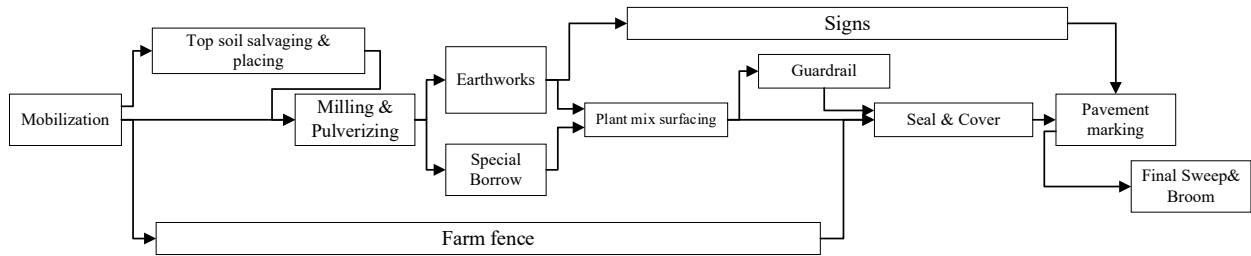 Signs
Top soil salvaging &
placing
Earthworks
Guardrail
Mobilization
Milling &
Pulverizing
Plant mix surfacing
Seal & Cover
Pavement
marking
Special
Borrow
Final Sweep&
Broom
Farm fence